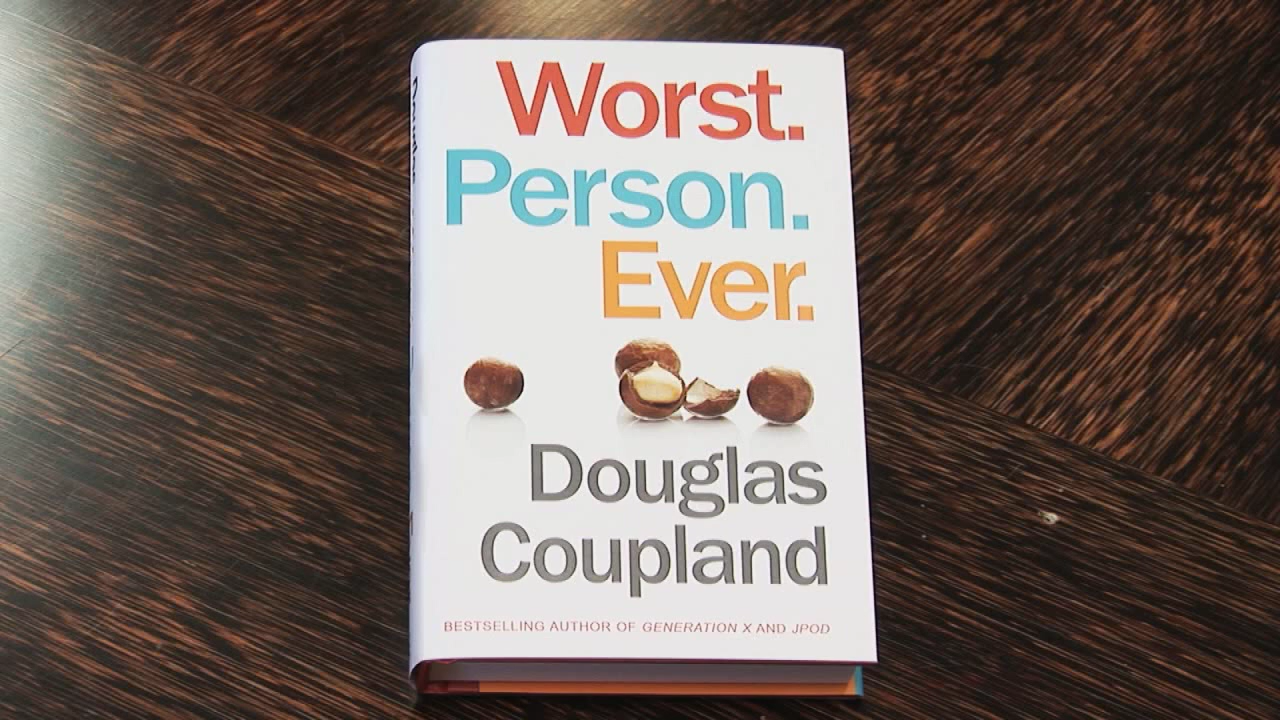 Worst.
Person.
Ever.
Douglas
Coupland
BESTSELLING AUTHOR OF GENERATION X AND JPOD